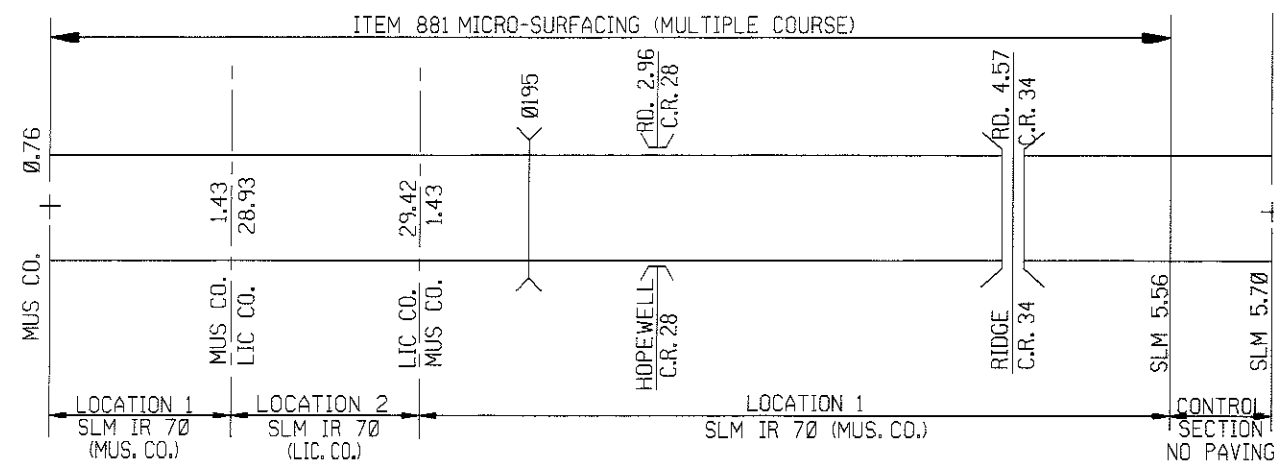 ITEM 881 MICRO-SURFACING (MULTIPLE COURSE)
MUS CO. 0.76
1.43
28.93
MUS CO.
LIC CO.
29.42
1.43
LIC CO.
MUS CO.
0195
HOPEWELL RD. 2.96
C.R. 28 C.R. 28
RIDGE RD. 4.57
C.R. 34 C.R. 34
SLM 5.56
SLM 5.70
LOCATION 1
SLM IR 70
(MUS. CO.)
LOCATION 2
SLM IR 70
(LIC. CO.)
LOCATION 1
SLM IR 70 (MUS. CO.)
CONTROL
SECTION
NO PAVING